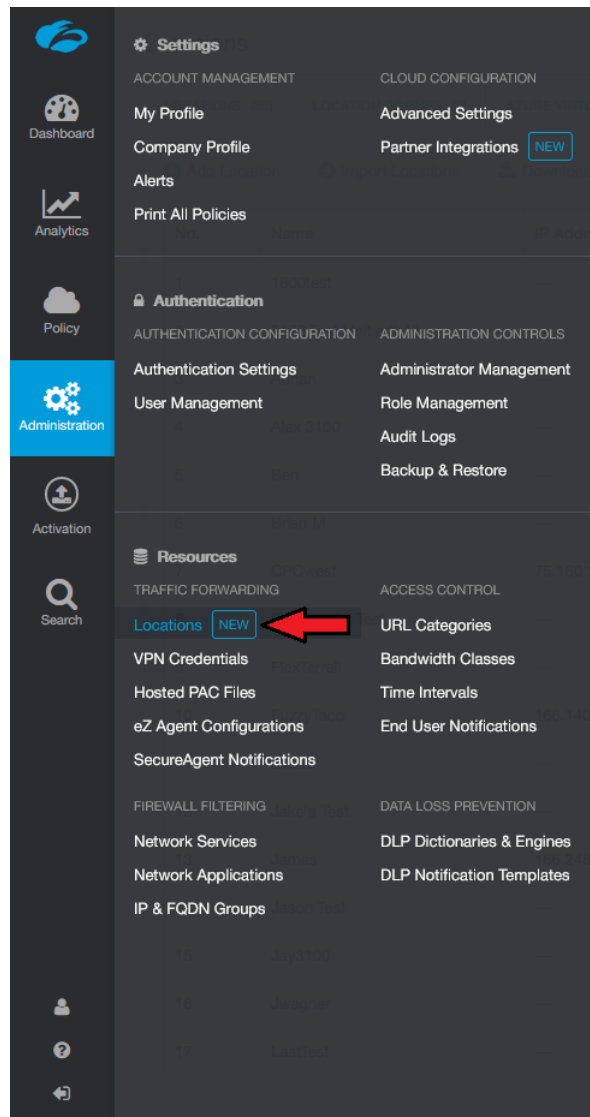 Dashboard
Analytics
Policy
Administration
Activation
Search
Settings
ACCOUNT MANAGEMENT
My Profile
Company Profile
Alerts
Print All Policies
CLOUD CONFIGURATION
Advanced Settings
Partner Integrations NEW
Authentication
AUTHENTICATION CONFIGURATION
Authentication Settings
User Management
ADMINISTRATION CONTROLS
Administrator Management
Role Management
Audit Logs
Backup & Restore
Resources
TRAFFIC FORWARDING
Locations NEW
VPN Credentials
Hosted PAC Files
eZ Agent Configurations
SecureAgent Notifications
ACCESS CONTROL
URL Categories
Bandwidth Classes
Time Intervals
End User Notifications
FIREWALL FILTERING
Network Services
Network Applications
IP & FQDN Groups
DATA LOSS PREVENTION
DLP Dictionaries & Engines
DLP Notification Templates